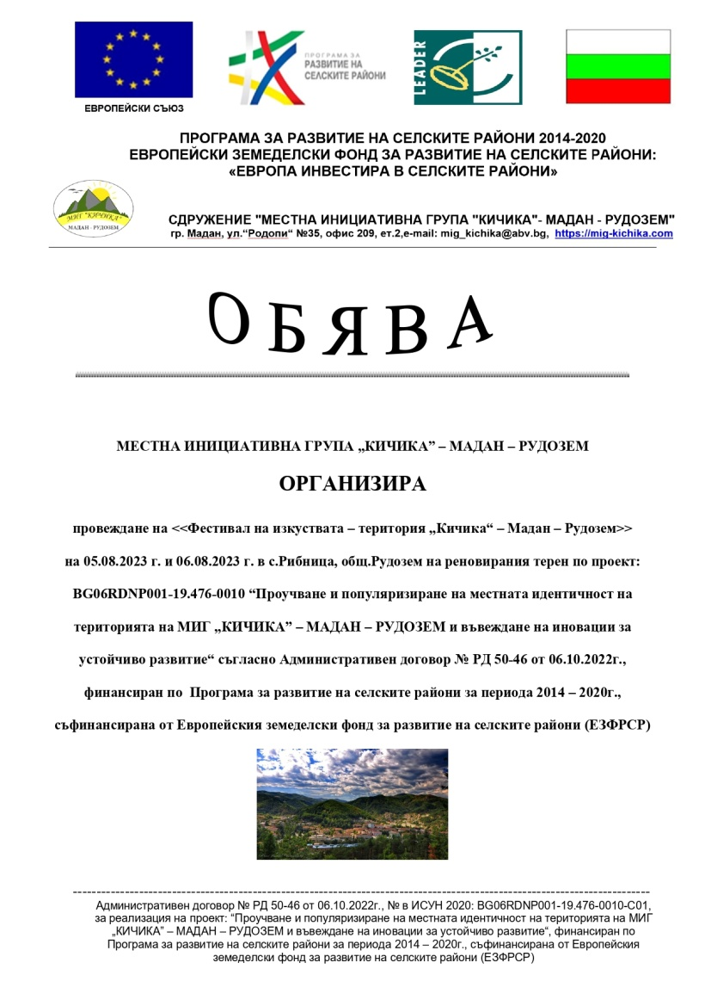 ЕВРОПЕЙСКИ СЪЮЗ
ПРОГРАМА ЗА
РАЗВИТИЕ НА
СЕЛСКИТЕ РАЙОНИ
LEADER
ПРОГРАМА ЗА РАЗВИТИЕ НА СЕЛСКИТЕ РАЙОНИ 2014-2020
ЕВРОПЕЙСКИ ЗЕМЕДЕЛСКИ ФОНД ЗА РАЗВИТИЕ НА СЕЛСКИТЕ РАЙОНИ:
«ЕВРОПА ИНВЕСТИРА В СЕЛСКИТЕ РАЙОНИ»
МИГ "КИЧИКА"
МАДАН - РУДОЗЕМ
СДРУЖЕНИЕ "МЕСТНА ИНИЦИАТИВНА ГРУПА "КИЧИКА"- МАДАН - РУДОЗЕМ"
гр. Мадан, ул.“Родопи“ №35, офис 209, ет.2,e-mail: mig_kichika@abv.bg, https://mig-kichika.com
ОБЯВА
МЕСТНА ИНИЦИАТИВНА ГРУПА „КИЧИКА” – МАДАН – РУДОЗЕМ
ОРГАНИЗИРА
провеждане на <<Фестивал на изкуствата – територия „Кичика“ – Мадан – Рудозем>>
на 05.08.2023 г. и 06.08.2023 г. в с.Рибница, общ.Рудозем на реновирания терен по проект:
BG06RDNP001-19.476-0010 “Проучване и популяризиране на местната идентичност на
територията на МИГ „КИЧИКА” – МАДАН – РУДОЗЕМ и въвеждане на иновации за
устойчиво развитие“ съгласно Административен договор № РД 50-46 от 06.10.2022г.,
финансиран по Програма за развитие на селските райони за периода 2014 – 2020г.,
съфинансирана от Европейския земеделски фонд за развитие на селските райони (ЕЗФРСР)
Административен договор № РД 50-46 от 06.10.2022г., № в ИСУН 2020: BG06RDNP001-19.476-0010-C01,
за реализация на проект: “Проучване и популяризиране на местната идентичност на територията на МИГ
„КИЧИКА” – МАДАН – РУДОЗЕМ и въвеждане на иновации за устойчиво развитие“, финансиран по
Програма за развитие на селските райони за периода 2014 – 2020г., съфинансирана от Европейския
земеделски фонд за развитие на селските райони (ЕЗФРСР)